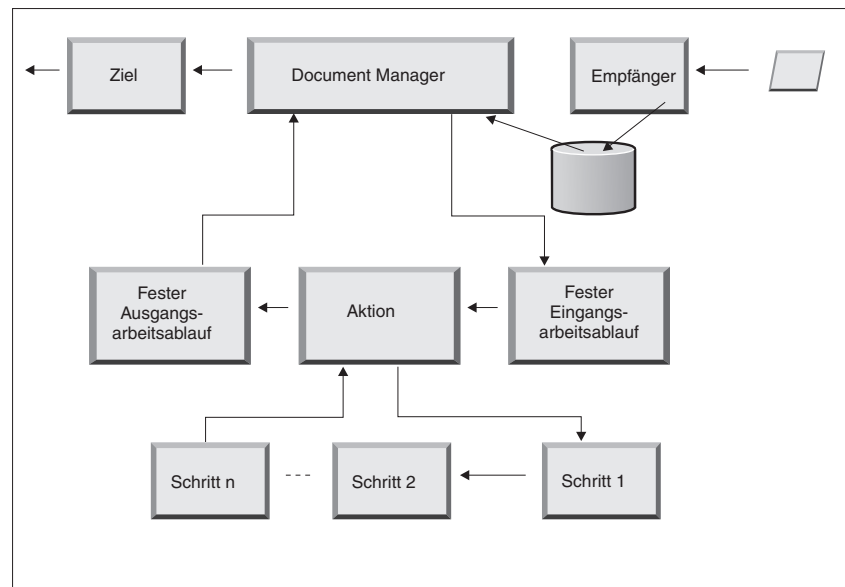 Ziel
Document Manager
Empfänger
Fester
Ausgangs-
arbeitsablauf
Aktion
Fester
Eingangs-
arbeitsablauf
Schritt n
Schritt 2
Schritt 1